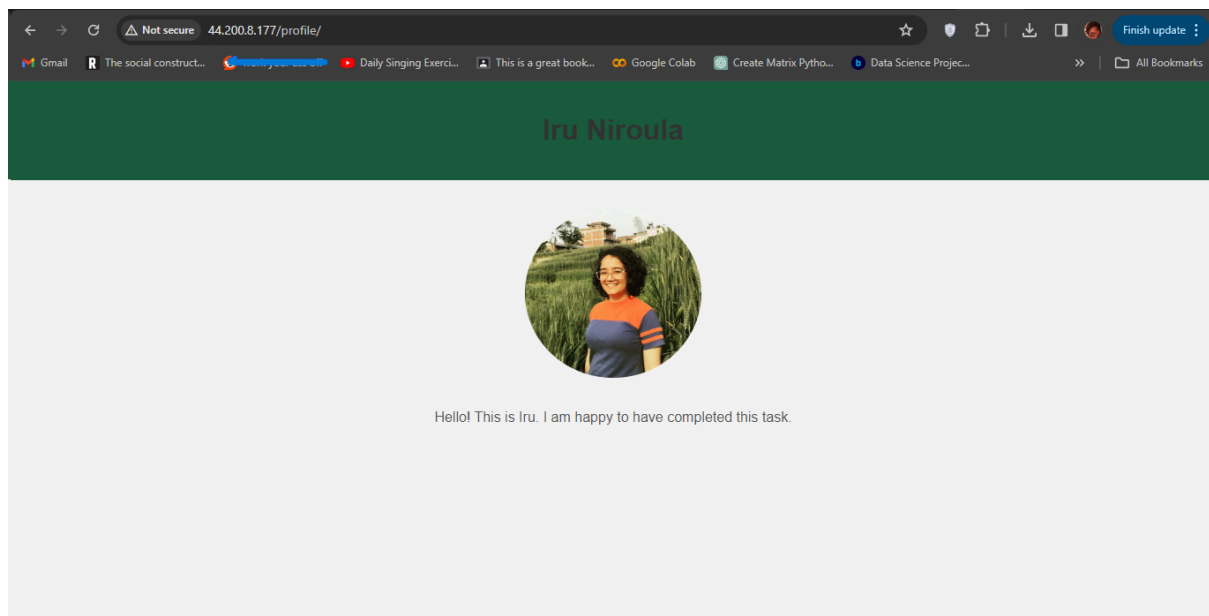 Not secure 44.200.8.177/profile/ Finish update
Gmail The social construct... Daily Singing Exerci... This is a great book... Google Colab Create Matrix Pytho... Data Science Projec... » All Bookmarks
Iru Niroula
Hello! This is Iru. I am happy to have completed this task.